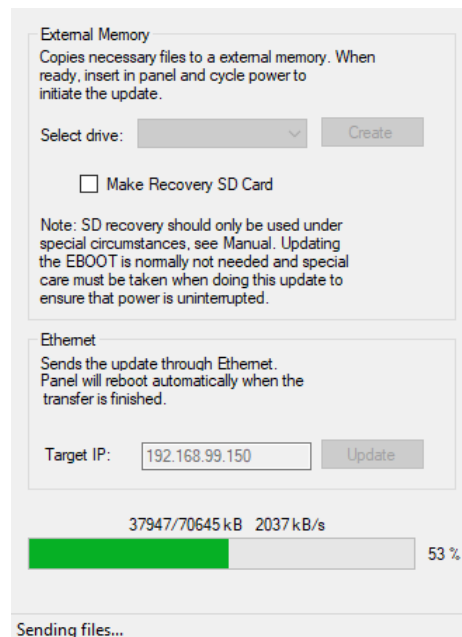 External Memory
Copies necessary files to a external memory. When
ready, insert in panel and cycle power to
initiate the update.
Select drive:
Create
Make Recovery SD Card
Note: SD recovery should only be used under
special circumstances, see Manual. Updating
the EBOOT is normally not needed and special
care must be taken when doing this update to
ensure that power is uninterrupted.
Ethernet
Sends the update through Ethernet.
Panel will reboot automatically when the
transfer is finished.
Target IP:
192.168.99.150
Update
37947/70645 kB 2037 kB/s
53 %
Sending files...